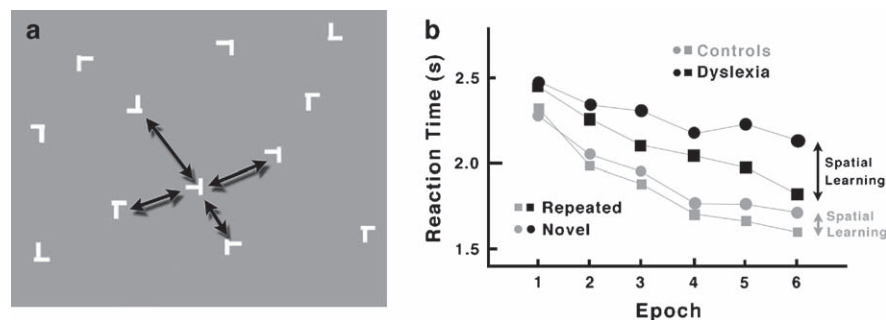 a
b
Controls
Dyslexia
2.5
2.0
1.5
Reaction Time (s)
Repeated
Novel
Spatial
Learning
Spatial
Learning
1 2 3 4 5 6
Epoch